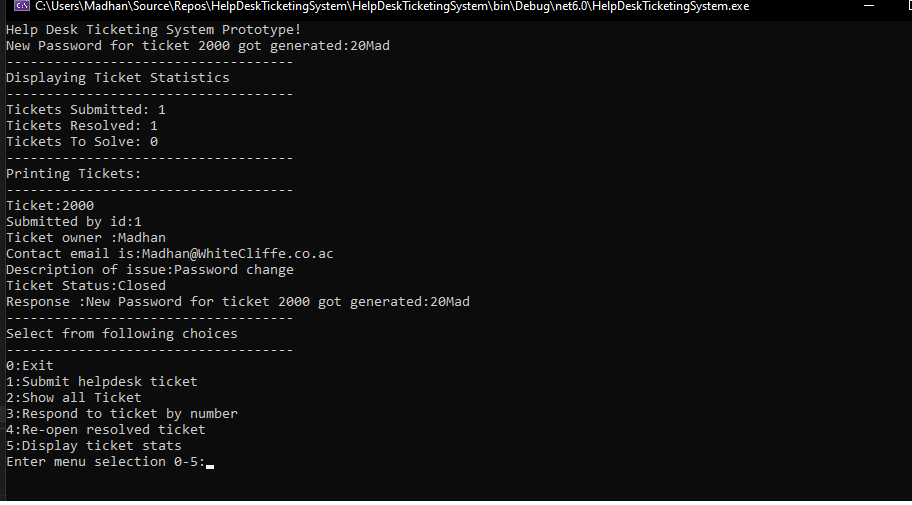 C:\Users\Madhan\Source\Repos\HelpDeskTicketingSystem\HelpDeskTicketingSystem\bin\Debug\net6.0\HelpDeskTicketingSystem.exe
Help Desk Ticketing System Prototype!
New Password for ticket 2000 got generated:20Mad
------------------------------------
Displaying Ticket Statistics
------------------------------------
Tickets Submitted: 1
Tickets Resolved: 1
Tickets To Solve: 0
------------------------------------
Printing Tickets:
------------------------------------
Ticket:2000
Submitted by id:1
Ticket owner :Madhan
Contact email is:Madhan@WhiteCliffe.co.ac
Description of issue:Password change
Ticket Status:Closed
Response :New Password for ticket 2000 got generated:20Mad
------------------------------------
Select from following choices
------------------------------------
0:Exit
1:Submit helpdesk ticket
2:Show all Ticket
3:Respond to ticket by number
4:Re-open resolved ticket
5:Display ticket stats
Enter menu selection 0-5: